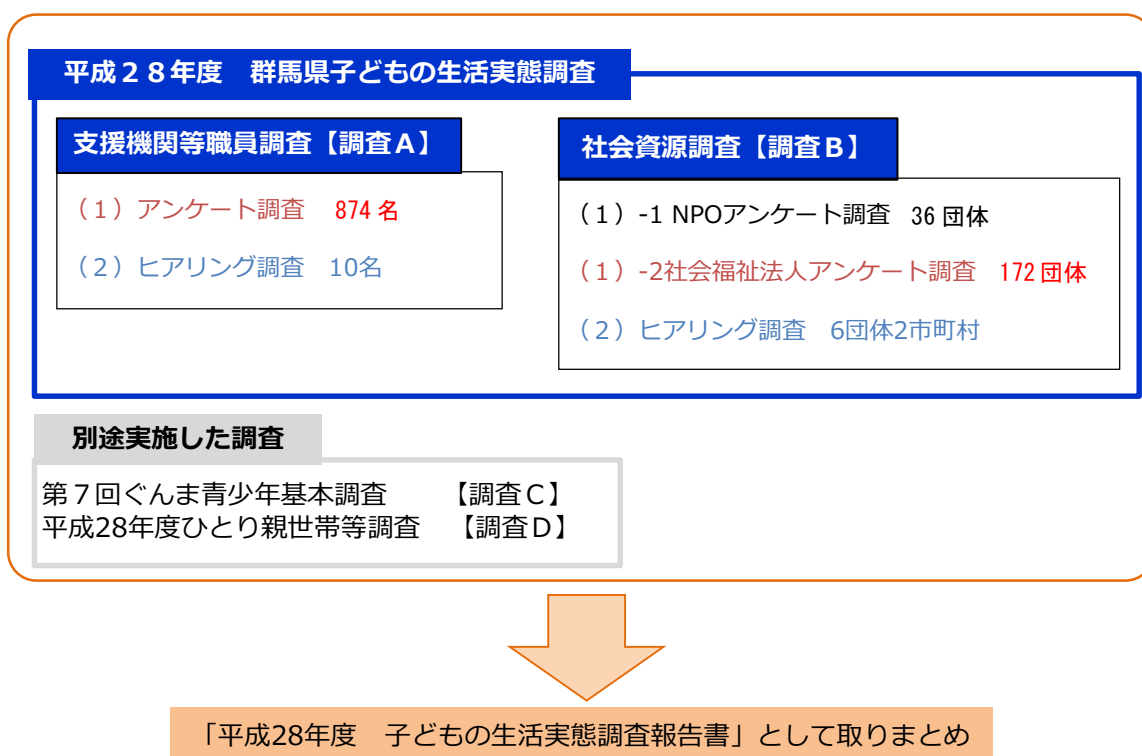 平成２８年度　群馬県子どもの生活実態調査
支援機関等職員調査【調査Ａ】
（１）アンケート調査　874 名
（２）ヒアリング調査　10名
社会資源調査【調査Ｂ】
（１）-1 NPOアンケート調査　36 団体
（１）-2社会福祉法人アンケート調査　172 団体
（２）ヒアリング調査　6団体2市町村
別途実施した調査
第７回ぐんま青少年基本調査　　【調査Ｃ】
平成28年度ひとり親世帯等調査　【調査Ｄ】
「平成28年度　子どもの生活実態調査報告書」として取りまとめ